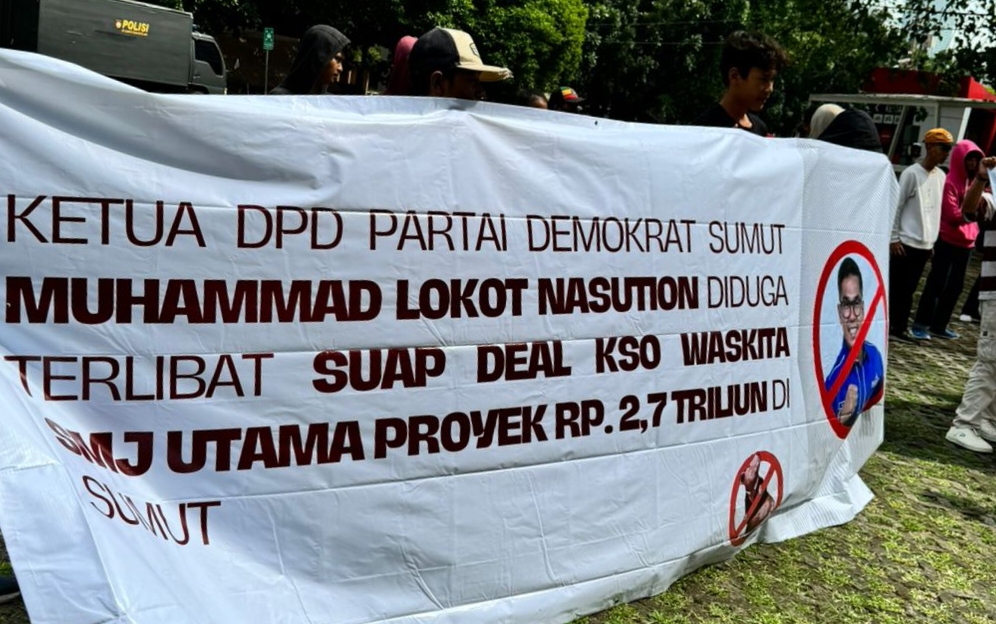 POLISI
KETUA DPD PARTAI DEMOKRAT SUMUT
MUHAMMAD LOKOT NASUTION DIDUGA
TERLIBAT SUAP DEAL KSO WASKITA
SMJ UTAMA PROYEK RP. 2,7 TRILIUN DI
SUMUT